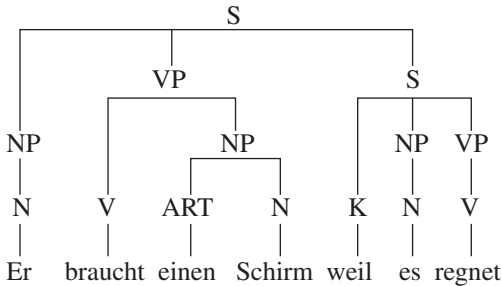 S
VP S
NP NP NP VP
N V ART N K N V
Er braucht einen Schirm weil es regnet